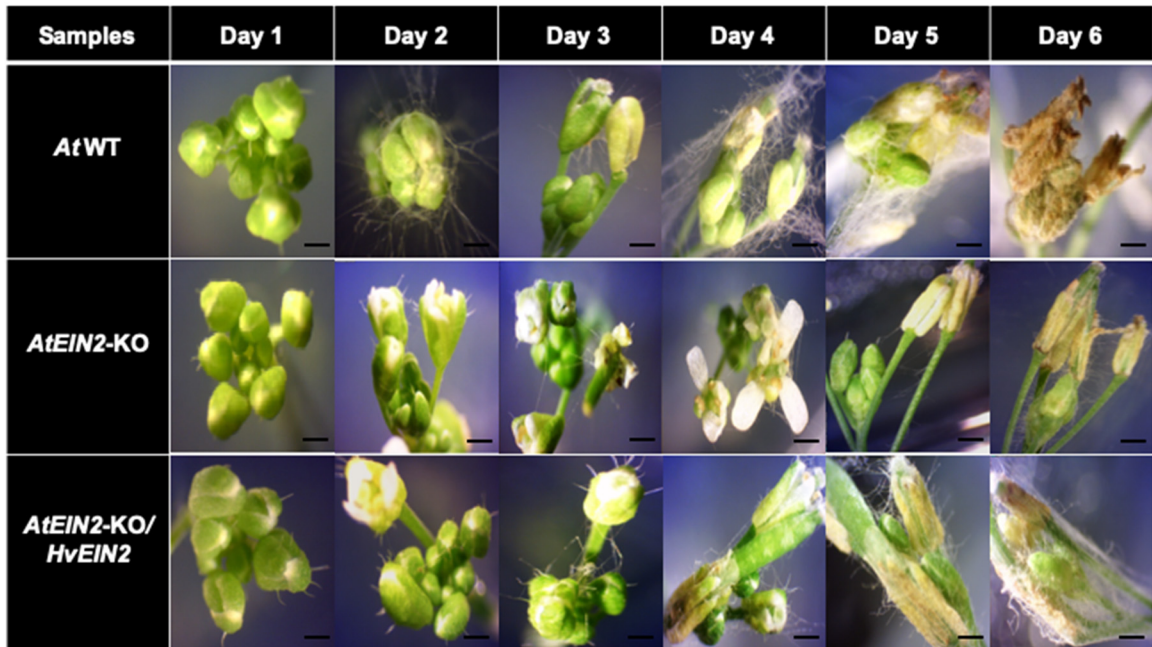 Samples Day 1 Day 2 Day 3 Day 4 Day 5 Day 6
At WT
AtEIN2-KO
AtEIN2-KO/
HvEIN2